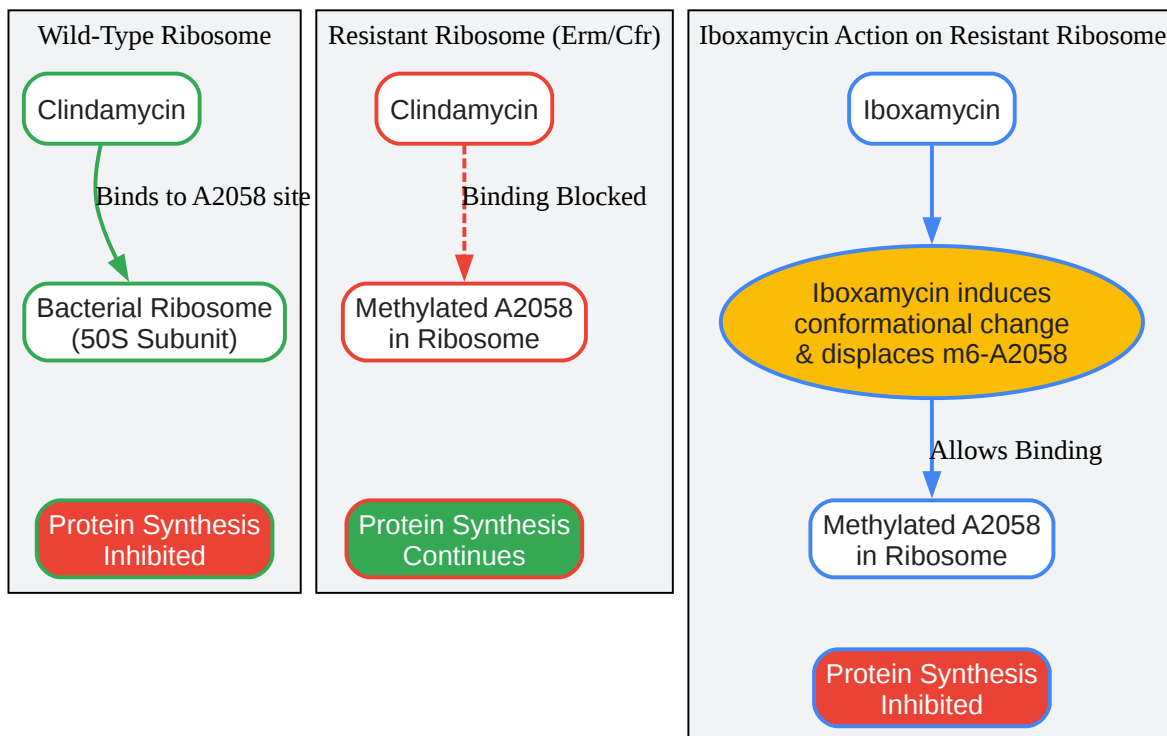 Wild-Type Ribosome
Clindamycin
Binds to A2058 site
Bacterial Ribosome
(50S Subunit)
Protein Synthesis
Inhibited
Resistant Ribosome (Erm/Cfr)
Clindamycin
Binding Blocked
Methylated A2058
in Ribosome
Protein Synthesis
Continues
Iboxamycin Action on Resistant Ribosome
Iboxamycin
Iboxamycin induces
conformational change
& displaces m6-A2058
Allows Binding
Methylated A2058
in Ribosome
Protein Synthesis
Inhibited